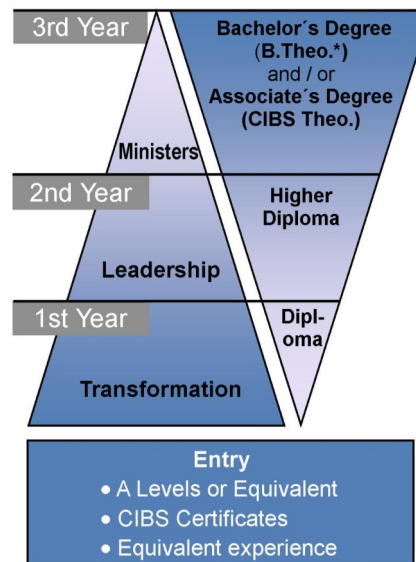 3rd Year
Bachelor´s Degree
(B.Theo.*)
and / or
Associate´s Degree
(CIBS Theo.)
Ministers
2nd Year
Higher
Diploma
Leadership
1st Year
Dipl-
oma
Transformation
Entry
• A Levels or Equivalent
• CIBS Certificates
• Equivalent experience